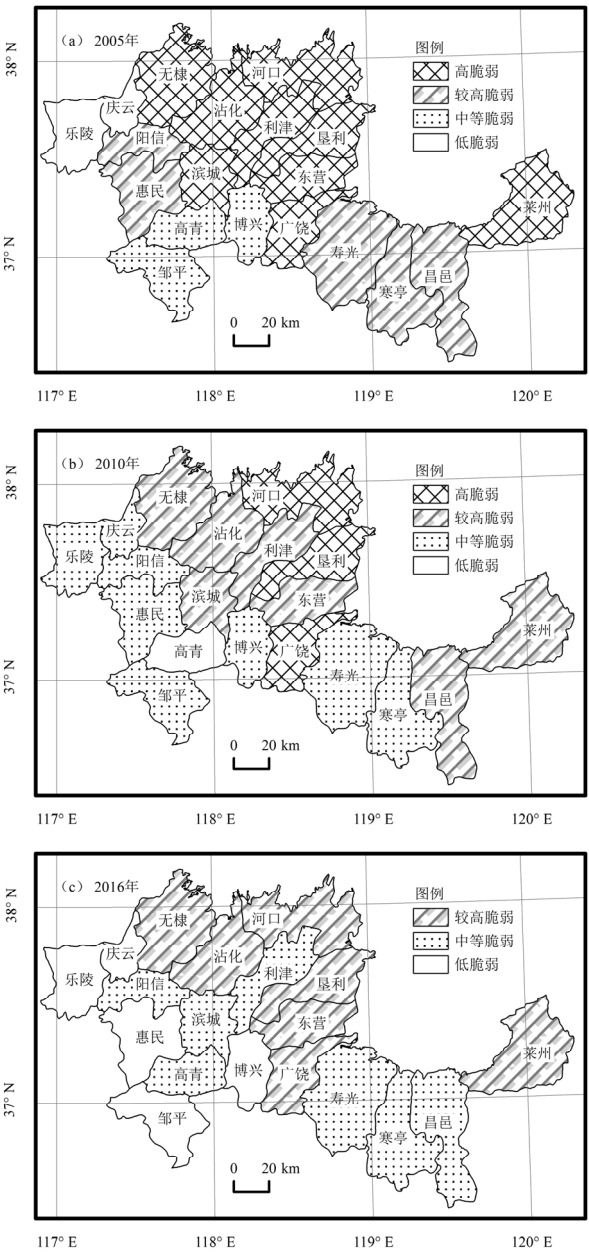 (a) 2005年
图例
高脆弱
较高脆弱
中等脆弱
低脆弱
38° N
37° N
无棣
河口
庆云
沾化
利津
垦利
乐陵
阳信
滨城
东营
惠民
莱州
高青
博兴
广饶
寿光
邹平
昌邑
寒亭
0 20 km
117° E 118° E 119° E 120° E
(b) 2010年
图例
高脆弱
较高脆弱
中等脆弱
低脆弱
38° N
37° N
无棣
河口
庆云
沾化
利津
垦利
乐陵
阳信
滨城
东营
惠民
莱州
高青
博兴
广饶
寿光
邹平
昌邑
寒亭
0 20 km
117° E 118° E 119° E 120° E
(c) 2016年
图例
较高脆弱
中等脆弱
低脆弱
38° N
37° N
无棣
河口
庆云
沾化
利津
垦利
乐陵
阳信
滨城
东营
惠民
莱州
高青
博兴
广饶
寿光
邹平
昌邑
寒亭
0 20 km
117° E 118° E 119° E 120° E